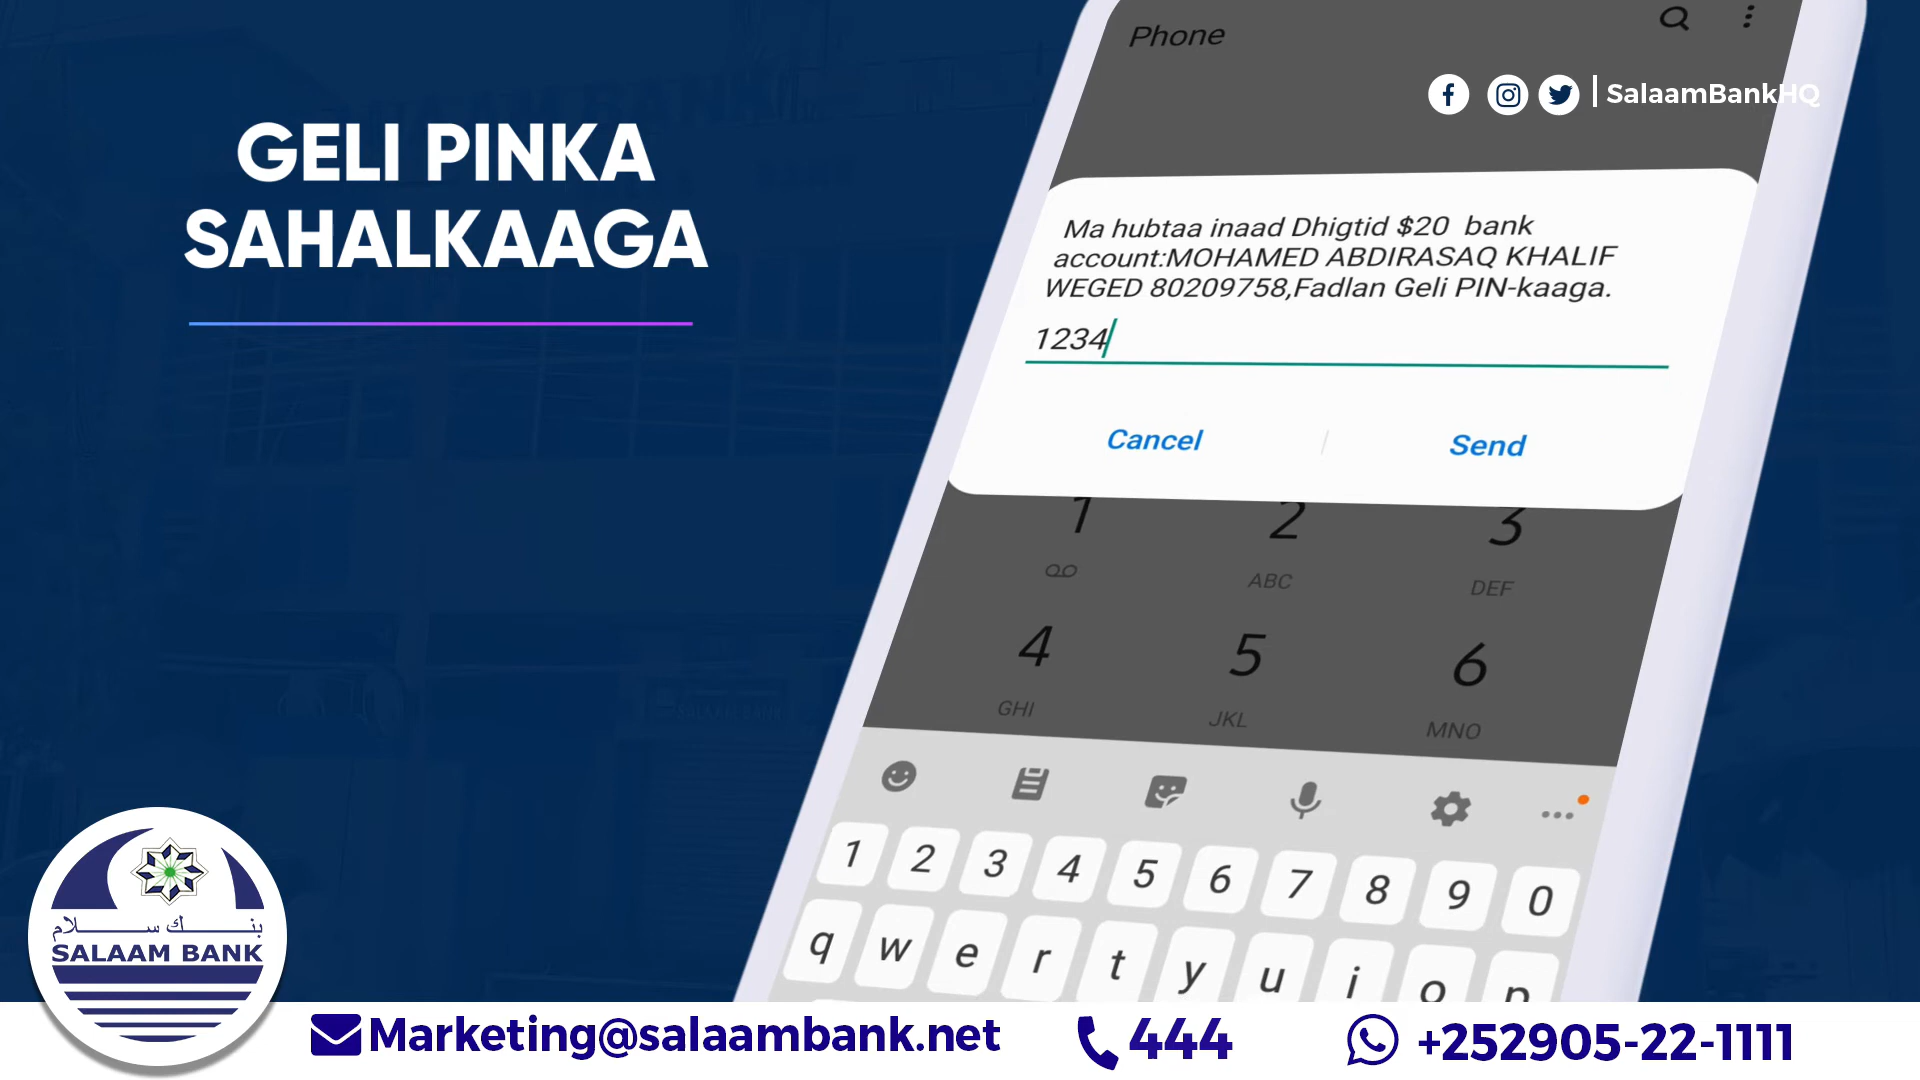 GELI PINKA
SAHALKAAGA
Phone
SalaamBankHQ
Ma hubtaa inaad Dhigtid $20 bank
account:MOHAMED ABDIRASAQ KHALIF
WEGED 80209758,Fadlan Geli PIN-kaaga.
1234
Cancel
Send
1 2 3
ABC DEF
4 5 6
GHI JKL MNO
1 2 3 4 5 6 7 8 9 0
q w e r t y u i o p
بنك سلام
SALAAM BANK
Marketing@salaambank.net
444
+252905-22-1111